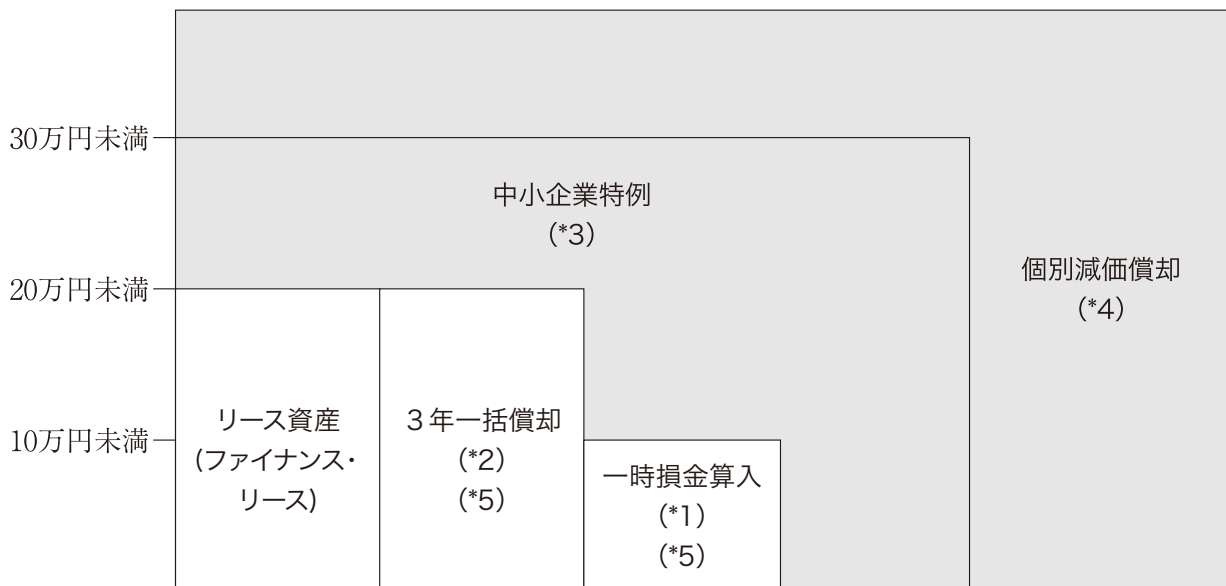 30万円未満
中小企業特例
(*3)
個別減価償却
(*4)
20万円未満
10万円未満
リース資産
(ファイナンス・
リース)
3年一括償却
(*2)
(*5)
一時損金算入
(*1)
(*5)